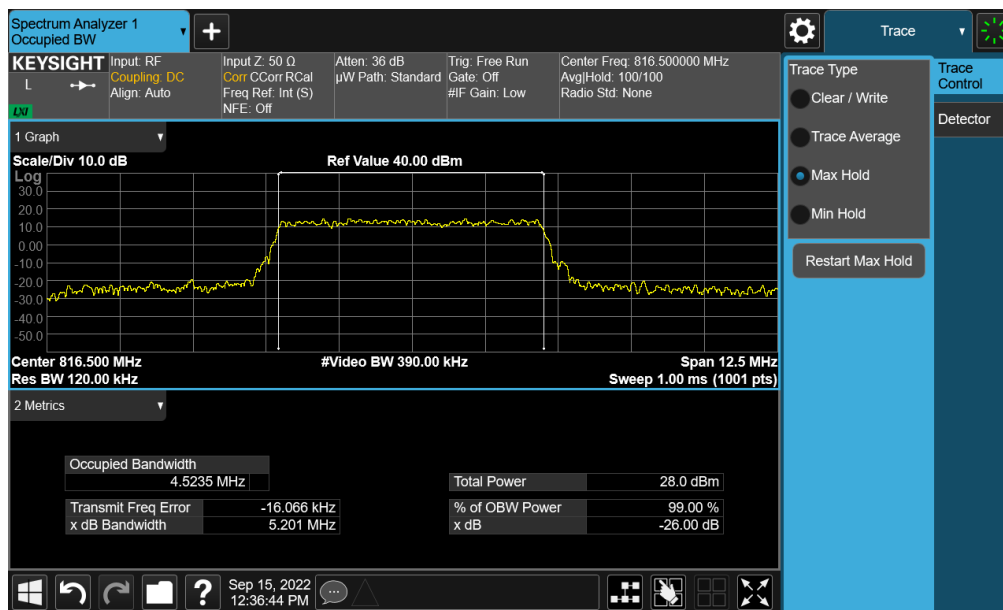 Spectrum Analyzer 1
Occupied BW
+
Trace
KEYSIGHT
L
LXI
Input: RF
Coupling: DC
Align: Auto
Input Z: 50 Ω
Corr CCorr RCal
Freq Ref: Int (S)
NFE: Off
Atten: 36 dB
µW Path: Standard
Trig: Free Run
Gate: Off
#IF Gain: Low
Center Freq: 816.500000 MHz
Avg|Hold: 100/100
Radio Std: None
Trace Type
Clear / Write
Trace Average
Max Hold
Min Hold
Restart Max Hold
Trace
Control
Detector
1 Graph
Scale/Div 10.0 dB
Ref Value 40.00 dBm
Log
30.0
20.0
10.0
0.00
-10.0
-20.0
-30.0
-40.0
-50.0
Center 816.500 MHz
#Video BW 390.00 kHz
Span 12.5 MHz
Res BW 120.00 kHz
Sweep 1.00 ms (1001 pts)
2 Metrics
Occupied Bandwidth
4.5235 MHz
Total Power 28.0 dBm
Transmit Freq Error -16.066 kHz
% of OBW Power 99.00 %
x dB Bandwidth 5.201 MHz
x dB -26.00 dB
?
Sep 15, 2022
12:36:44 PM